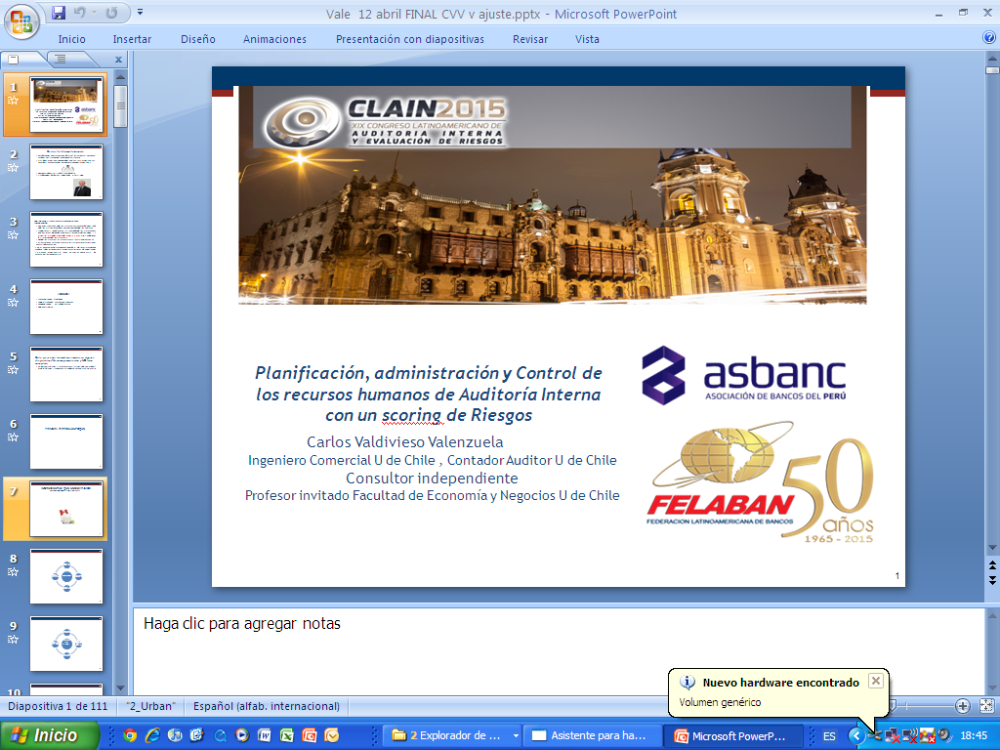 Vale 12 abril FINAL CVV v ajuste.pptx - Microsoft PowerPoint
Inicio Insertar Diseño Animaciones Presentación con diapositivas Revisar Vista
1
2
3
4
5
6
7
8
9
10
CLAIN2015
XIX CONGRESO LATINOAMERICANO DE
AUDITORIA INTERNA
Y EVALUACIÓN DE RIESGOS
Planificación, administración y Control de
los recursos humanos de Auditoría Interna
con un scoring de Riesgos
Carlos Valdivieso Valenzuela
Ingeniero Comercial U de Chile , Contador Auditor U de Chile
Consultor independiente
Profesor invitado Facultad de Economía y Negocios U de Chile
asbanc
ASOCIACIÓN DE BANCOS DEL PERÚ
FELABAN
FEDERACION LATINOAMERICANA DE BANCOS
50
años
1965 - 2015
1
Haga clic para agregar notas
Nuevo hardware encontrado
Volumen genérico
Diapositiva 1 de 111 "2_Urban" Español (alfab. internacional)
Inicio 2 Explorador de ... Asistente para ha... Microsoft PowerP... ES 18:45